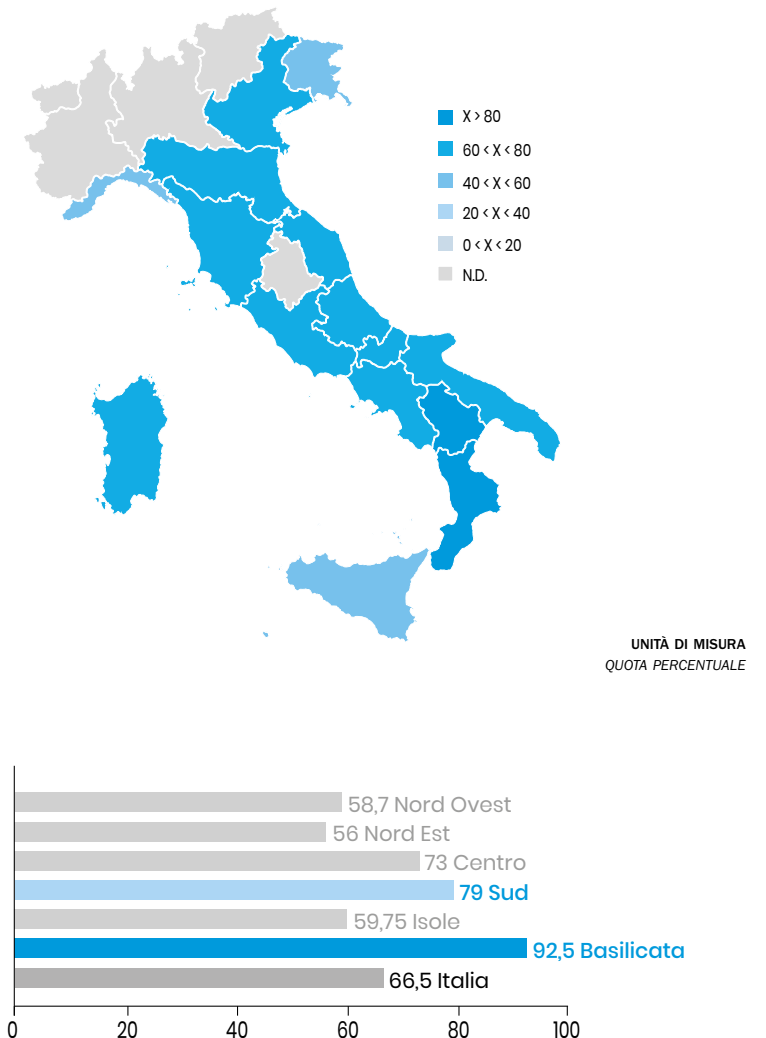 X > 80
60 < X < 80
40 < X < 60
20 < X < 40
0 < X < 20
N.D.
UNITÀ DI MISURA
QUOTA PERCENTUALE
58,7 Nord Ovest
56 Nord Est
73 Centro
79 Sud
59,75 Isole
92,5 Basilicata
66,5 Italia
0 20 40 60 80 100